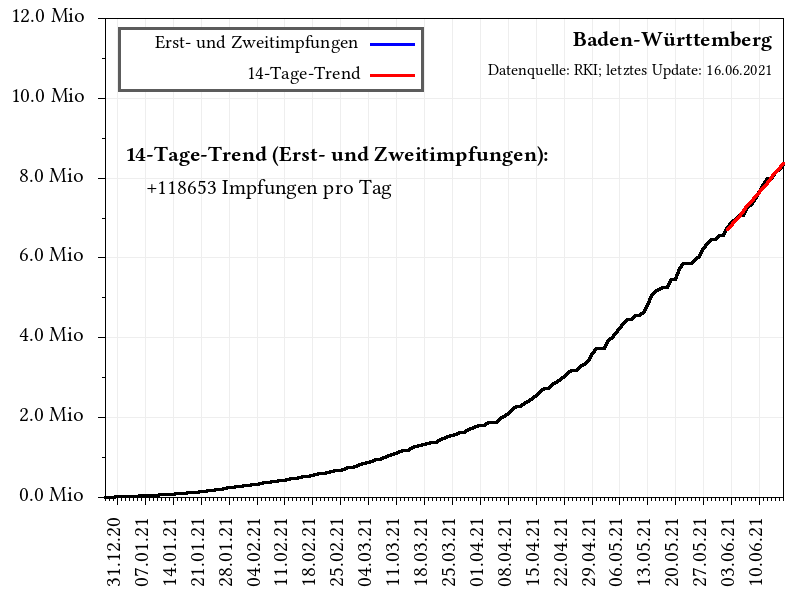 12.0 Mio
10.0 Mio
8.0 Mio
6.0 Mio
4.0 Mio
2.0 Mio
0.0 Mio
Erst- und Zweitimpfungen
14-Tage-Trend
Baden-Württemberg
Datenquelle: RKI; letztes Update: 16.06.2021
14-Tage-Trend (Erst- und Zweitimpfungen):
+118653 Impfungen pro Tag
31.12.20
07.01.21
14.01.21
21.01.21
28.01.21
04.02.21
11.02.21
18.02.21
25.02.21
04.03.21
11.03.21
18.03.21
25.03.21
01.04.21
08.04.21
15.04.21
22.04.21
29.04.21
06.05.21
13.05.21
20.05.21
27.05.21
03.06.21
10.06.21